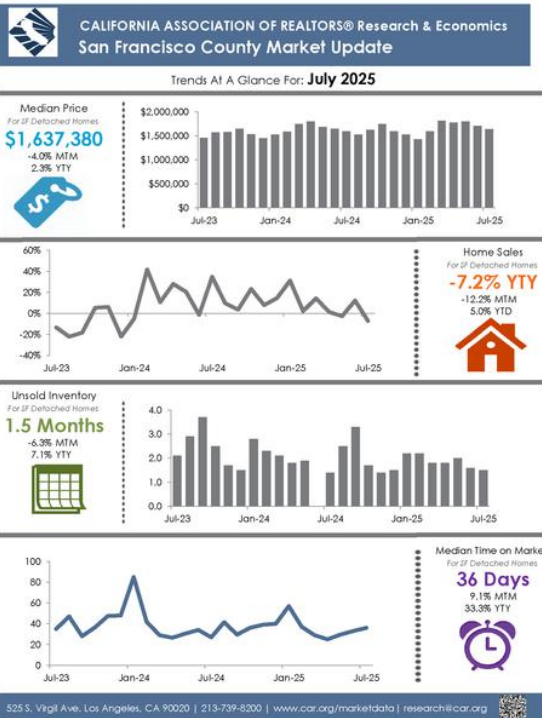 CALIFORNIA ASSOCIATION OF REALTORS® Research & Economics
San Francisco County Market Update
Trends At A Glance For: July 2025
Median Price
For SF Detached Homes
$1,637,380
-4.0% MTM
2.3% YTY
$
$2,000,000
$1,500,000
$1,000,000
$500,000
$0
Jul-23 Jan-24 Jul-24 Jan-25 Jul-25
60%
40%
20%
0%
-20%
-40%
Jul-23 Jan-24 Jul-24 Jan-25 Jul-25
Home Sales
For SF Detached Homes
-7.2% YTY
-12.2% MTM
5.0% YTD
Unsold Inventory
For SF Detached Homes
1.5 Months
-6.3% MTM
7.1% YTY
4.0
3.0
2.0
1.0
0.0
Jul-23 Jan-24 Jul-24 Jan-25 Jul-25
100
80
60
40
20
0
Jul-23 Jan-24 Jul-24 Jan-25 Jul-25
Median Time on Marke
For SF Detached Homes
36 Days
9.1% MTM
33.3% YTY
525 S. Virgil Ave. Los Angeles, CA 90020 | 213-739-8200 | www.car.org/marketdata | research@car.org